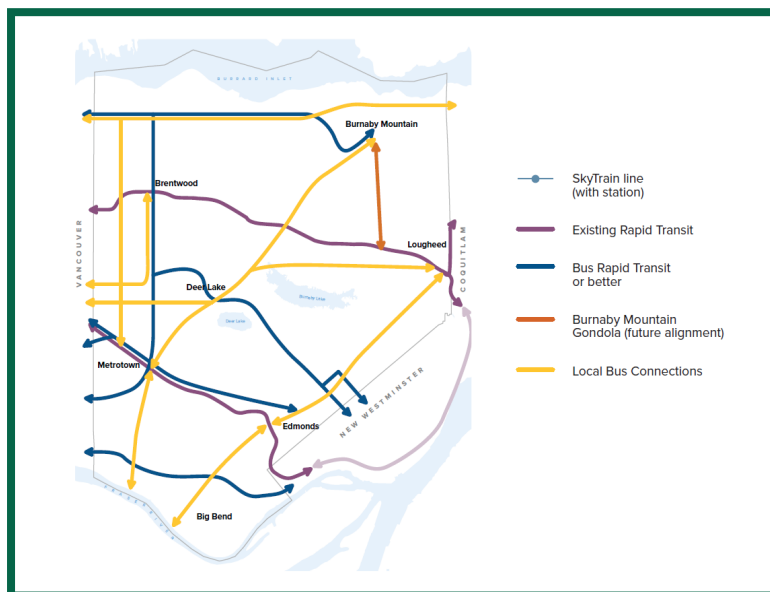 BURRARD INLET
Burnaby Mountain
Brentwood
SkyTrain line
(with station)
Existing Rapid Transit
VANCOUVER
Lougheed
COQUITLAM
Bus Rapid Transit
or better
Deer Lake
Burnaby Lake
Deer Lake
Burnaby Mountain
Gondola (future alignment)
Metrotown
Local Bus Connections
NEW WESTMINSTER
Edmonds
FRASER RIVER
Big Bend